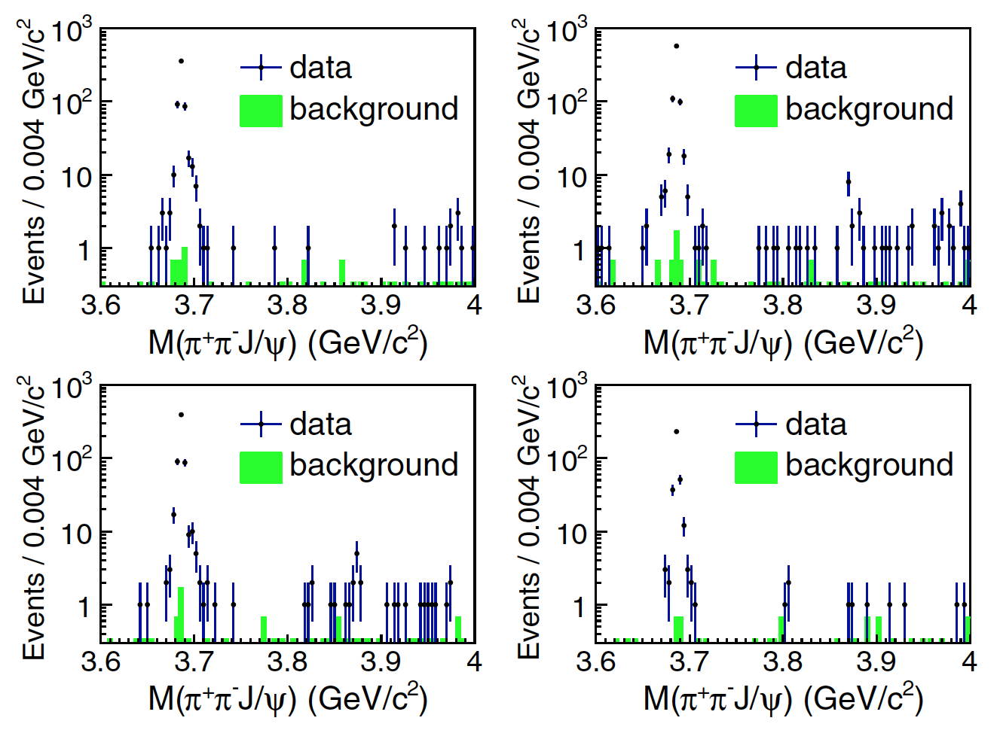 Events / 0.004 GeV/c²
10³
10²
10
1
data
background
3.6 3.7 3.8 3.9 4
M(π⁺π⁻J/ψ) (GeV/c²)
Events / 0.004 GeV/c²
10³
10²
10
1
data
background
3.6 3.7 3.8 3.9 4
M(π⁺π⁻J/ψ) (GeV/c²)
Events / 0.004 GeV/c²
10³
10²
10
1
data
background
3.6 3.7 3.8 3.9 4
M(π⁺π⁻J/ψ) (GeV/c²)
Events / 0.004 GeV/c²
10³
10²
10
1
data
background
3.6 3.7 3.8 3.9 4
M(π⁺π⁻J/ψ) (GeV/c²)